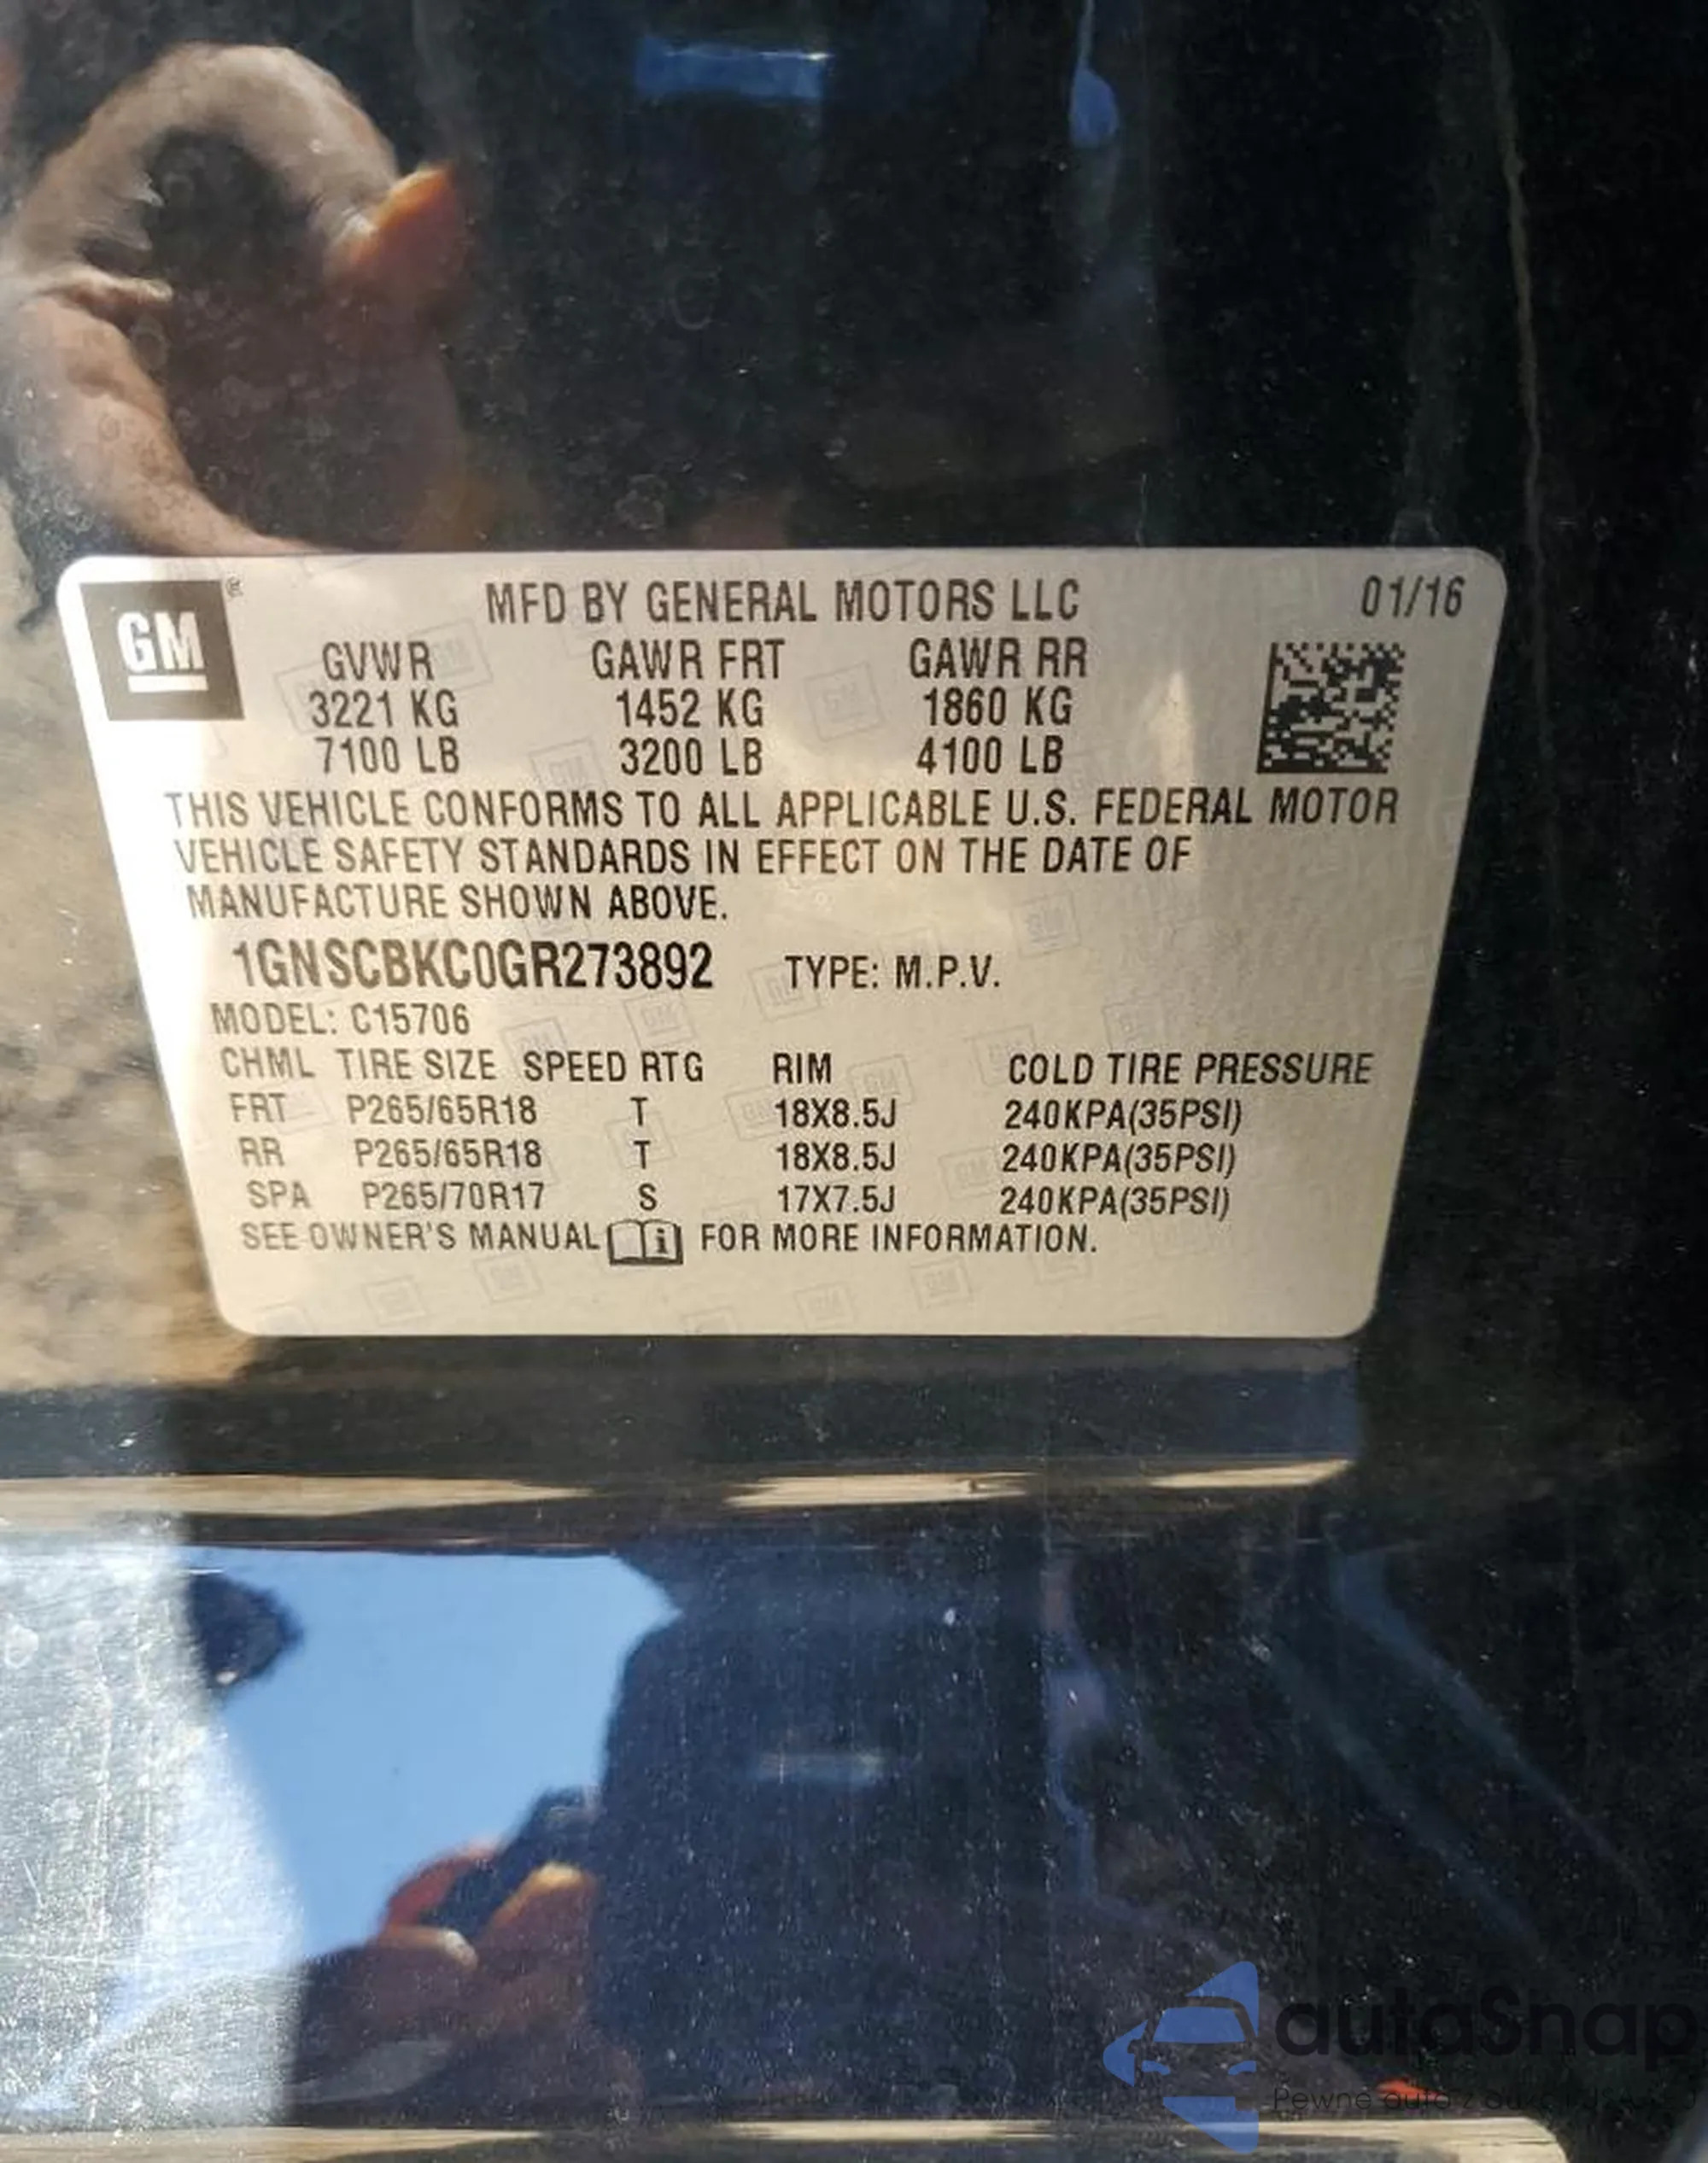 GM ® MFD BY GENERAL MOTORS LLC 01/16
GVWR GAWR FRT GAWR RR
3221 KG 1452 KG 1860 KG
7100 LB 3200 LB 4100 LB
THIS VEHICLE CONFORMS TO ALL APPLICABLE U.S. FEDERAL MOTOR
VEHICLE SAFETY STANDARDS IN EFFECT ON THE DATE OF
MANUFACTURE SHOWN ABOVE.
1GNSCBKC0GR273892 TYPE: M.P.V.
MODEL: C15706
CHML TIRE SIZE SPEED RTG RIM COLD TIRE PRESSURE
FRT P265/65R18 T 18X8.5J 240KPA(35PSI)
RR P265/65R18 T 18X8.5J 240KPA(35PSI)
SPA P265/70R17 S 17X7.5J 240KPA(35PSI)
SEE OWNER'S MANUAL i FOR MORE INFORMATION.
autaSnap
Pewne auta z